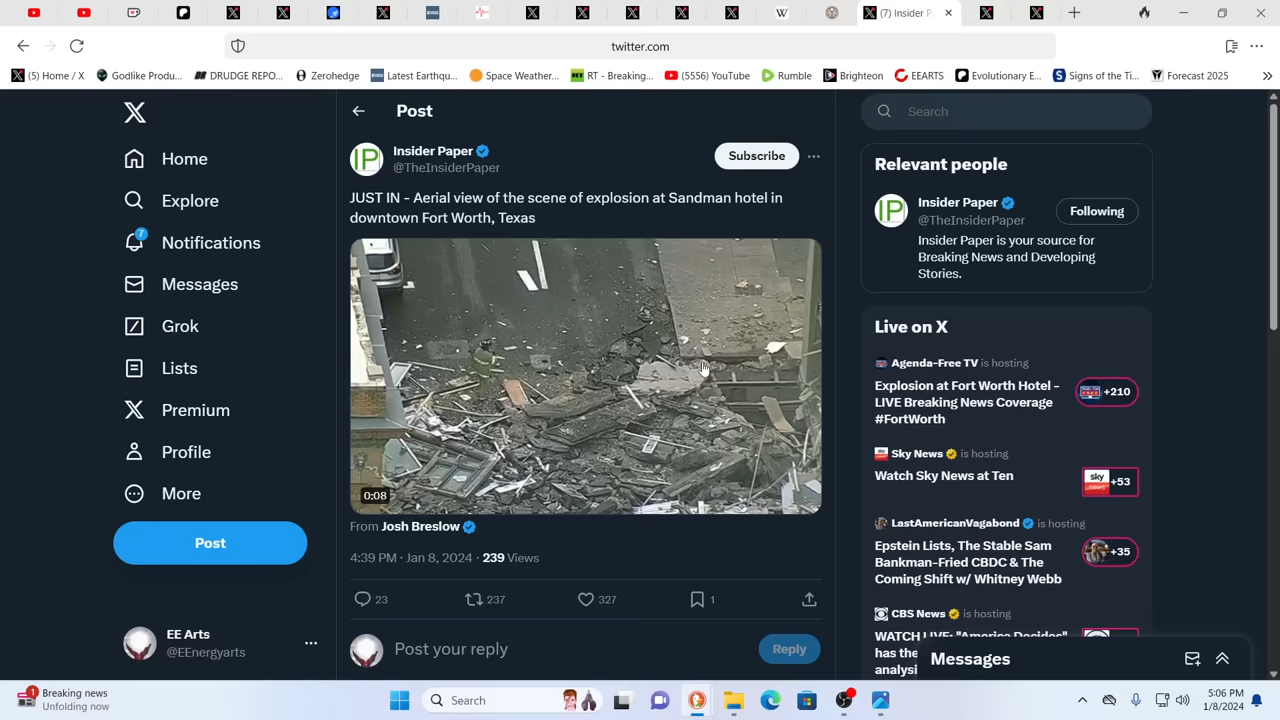 (7) Insider P
twitter.com
(5) Home / X
Godlike Produ...
DRUDGE REPO...
Zerohedge
Latest Earthqu...
Space Weather...
RT - Breaking...
(5556) YouTube
Rumble
Brighteon
EEARTS
Evolutionary E...
Signs of the Ti...
Forecast 2025
Home
Explore
7
Notifications
Messages
Grok
Lists
Premium
Profile
More
Post
EE Arts
@EEnergyarts
Post
Insider Paper
@TheInsiderPaper
Subscribe
JUST IN - Aerial view of the scene of explosion at Sandman hotel in
downtown Fort Worth, Texas
0:08
From Josh Breslow
4:39 PM · Jan 8, 2024 · 239 Views
23
237
327
1
Post your reply
Reply
Search
Relevant people
Insider Paper
@TheInsiderPaper
Following
Insider Paper is your source for
Breaking News and Developing
Stories.
Live on X
Agenda-Free TV is hosting
Explosion at Fort Worth Hotel -
LIVE Breaking News Coverage
#FortWorth
+210
Sky News is hosting
Watch Sky News at Ten
sky
+53
LastAmericanVagabond is hosting
Epstein Lists, The Stable Sam
Bankman-Fried CBDC & The
Coming Shift w/ Whitney Webb
+35
CBS News is hosting
WATCH LIVE: "America Decides"
has the
analysi
Messages
1
Breaking news
Unfolding now
Search
5:06 PM
1/8/2024